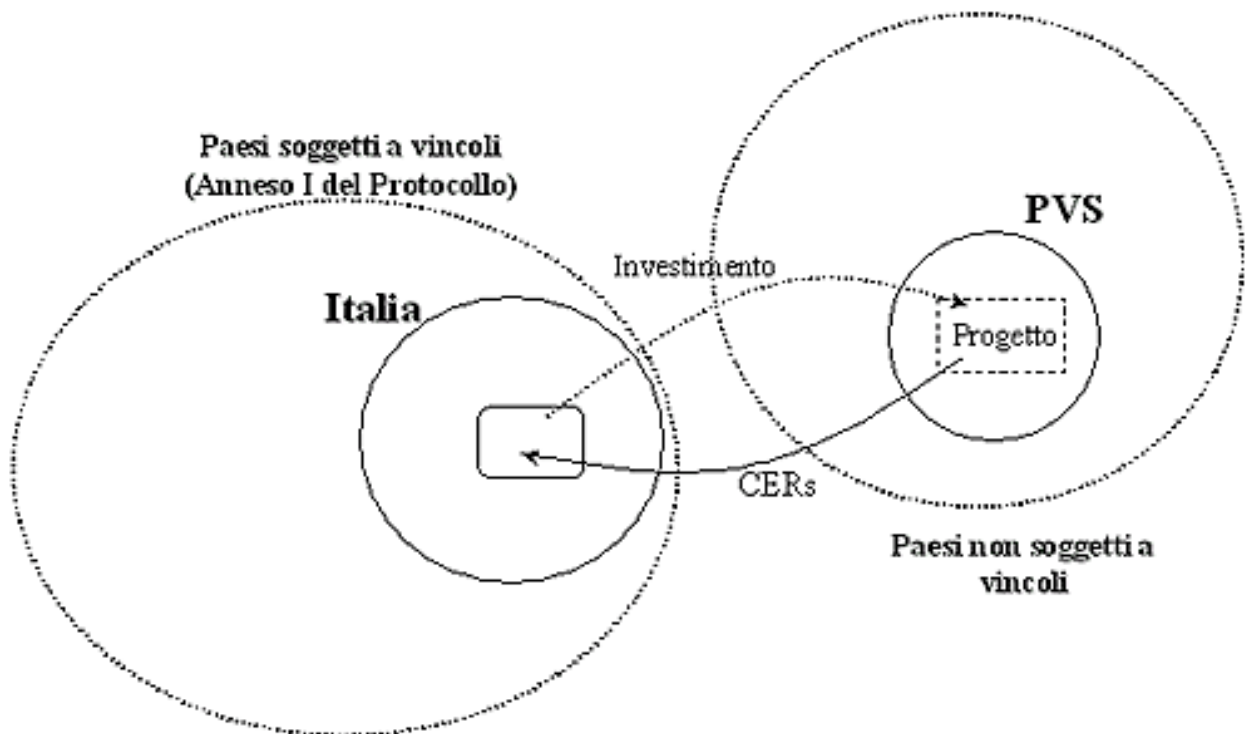 Paesi soggetti a vincoli
(Anneso I del Protocollo)
PVS
Investimento
Italia
Progetto
CERs
Paesi non soggetti a
vincoli